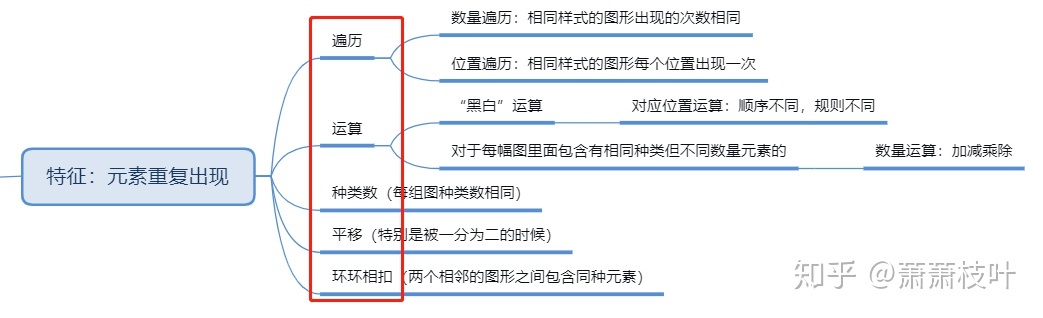 数量遍历：相同样式的图形出现的次数相同
遍历
位置遍历：相同样式的图形每个位置出现一次
“黑白”运算
对应位置运算：顺序不同，规则不同
运算
对于每幅图里面包含有相同种类但不同数量元素的
数量运算：加减乘除
特征：元素重复出现
种类数（每组图种类数相同）
平移（特别是被一分为二的时候）
环环相扣（两个相邻的图形之间包含同种元素）
知乎 @萧萧枝叶